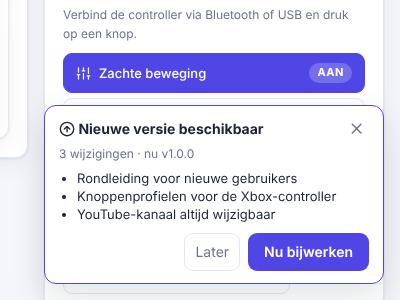 Verbind de controller via Bluetooth of USB en druk
op een knop.
Zachte beweging AAN
Nieuwe versie beschikbaar
3 wijzigingen · nu v1.0.0
• Rondleiding voor nieuwe gebruikers
• Knoppenprofielen voor de Xbox-controller
• YouTube-kanaal altijd wijzigbaar
Later Nu bijwerken